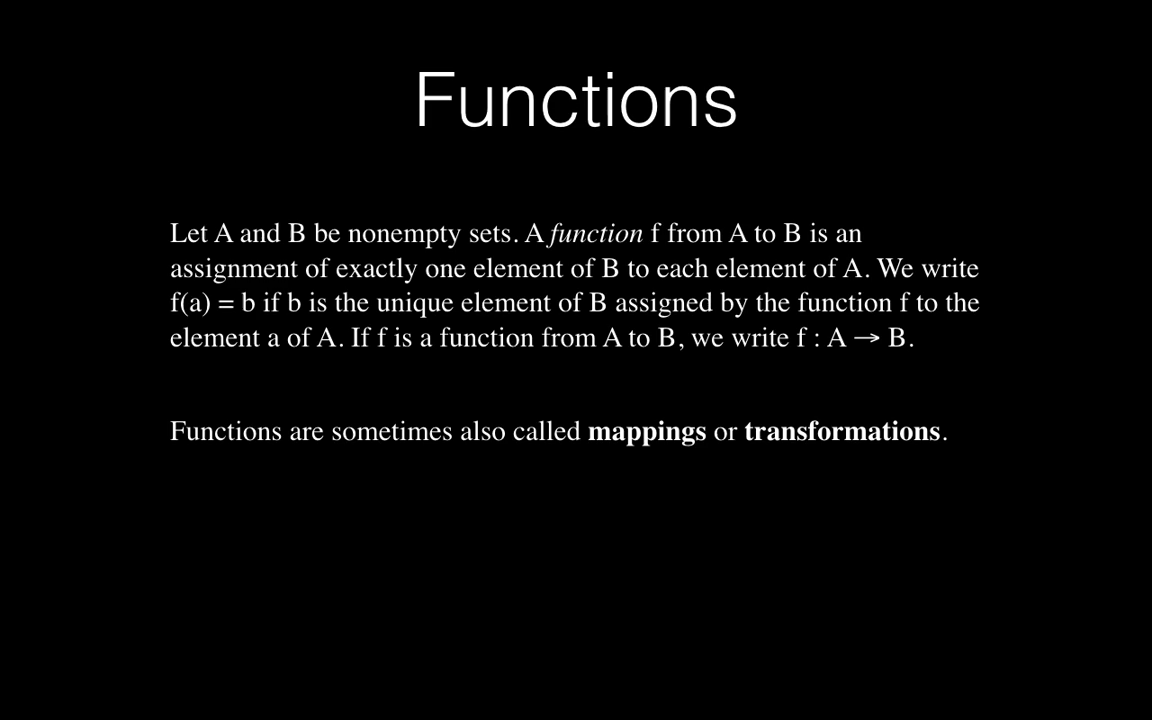 Functions
Let A and B be nonempty sets. A function f from A to B is an
assignment of exactly one element of B to each element of A. We write
f(a) = b if b is the unique element of B assigned by the function f to the
element a of A. If f is a function from A to B, we write f : A → B.
Functions are sometimes also called mappings or transformations.